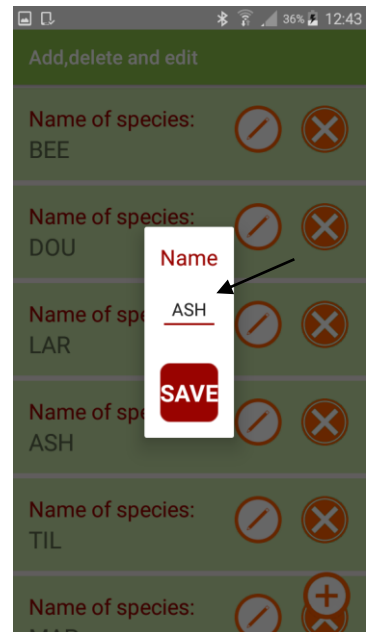 36% 12:43
Add,delete and edit
Name of species:
BEE
Name of species:
DOU
Name
Name of spe
ASH
LAR
SAVE
Name of spe
ASH
Name of species:
TIL
Name of species: